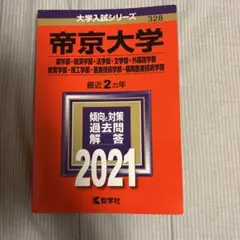 大学入試シリーズ
328
帝京大学
薬学部・経済学部・法学部・文学部・外国語学部
教育学部・理工学部・医療技術学部・福岡医療技術学部
最近2カ年
傾向と対策
過去問
解答
2021
教学社